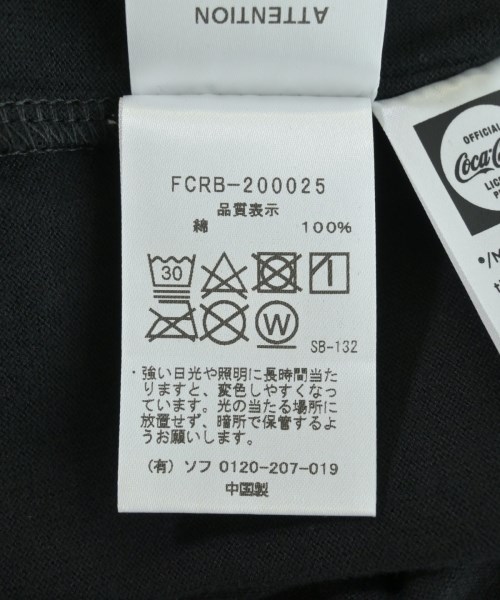 ATTENTION
FCRB-200025
品質表示
綿 100%
30
W
SB-132
・強い日光や照明に長時間当た
りますと、変色しやすくなっ
ています。光の当たる場所に
放置せず、暗所で保管するよ
うお願いします。
(有) ソフ 0120-207-019
中国製
OFFICIAL
Coca-C
LIC
P